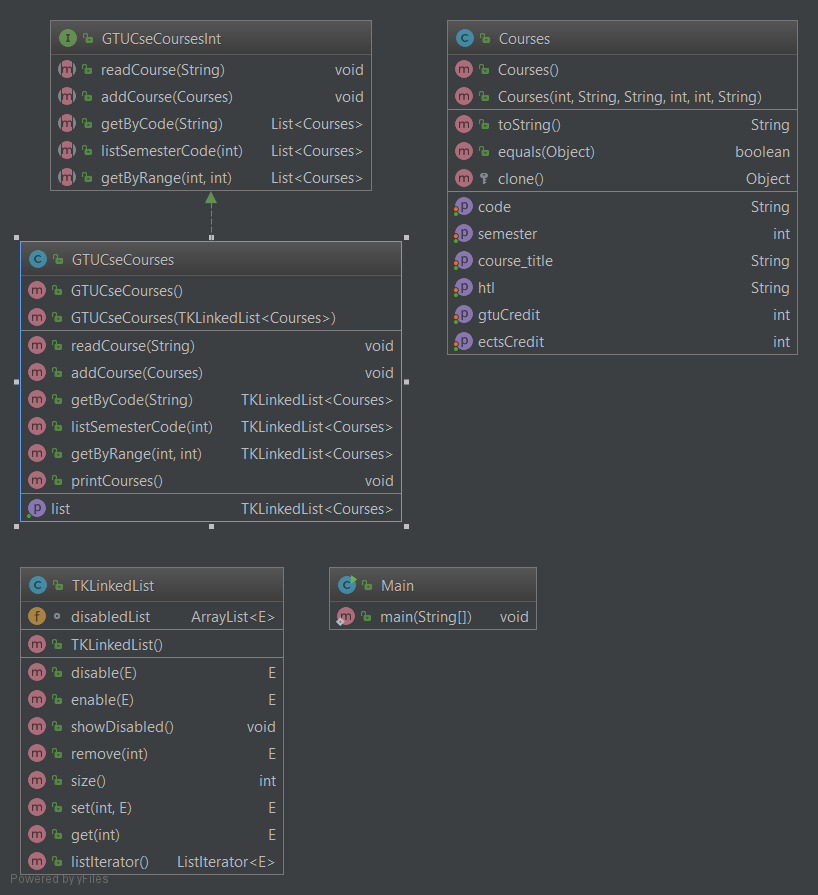 GTUCseCoursesInt
readCourse(String) void
addCourse(Courses) void
getByCode(String) List<Courses>
listSemesterCode(int) List<Courses>
getByRange(int, int) List<Courses>
Courses
Courses()
Courses(int, String, String, int, int, String)
toString() String
equals(Object) boolean
clone() Object
code String
semester int
course_title String
htl String
gtuCredit int
ectsCredit int
GTUCseCourses
GTUCseCourses()
GTUCseCourses(TKLinkedList<Courses>)
readCourse(String) void
addCourse(Courses) void
getByCode(String) TKLinkedList<Courses>
listSemesterCode(int) TKLinkedList<Courses>
getByRange(int, int) TKLinkedList<Courses>
printCourses() void
list TKLinkedList<Courses>
TKLinkedList
disabledList ArrayList<E>
TKLinkedList()
disable(E) E
enable(E) E
showDisabled() void
remove(int) E
size() int
set(int, E) E
get(int) E
listIterator() ListIterator<E>
Main
main(String[]) void
Powered by yFiles